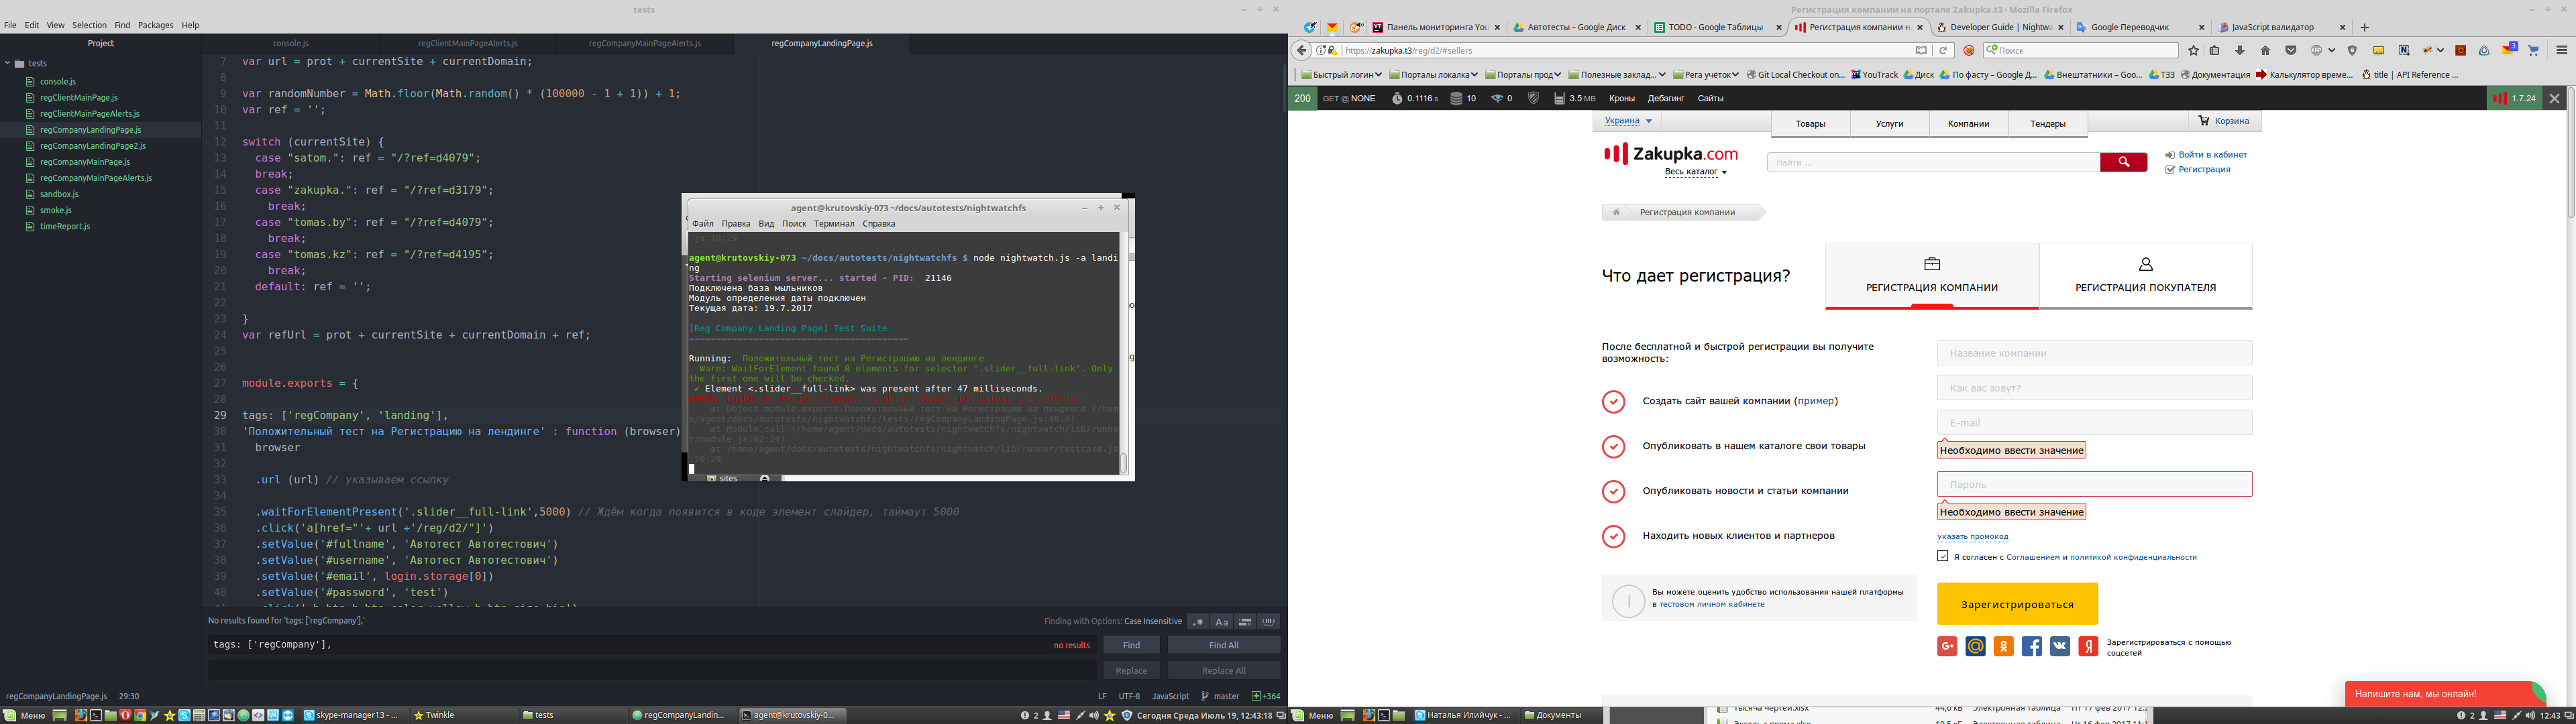 tests
File Edit View Selection Find Packages Help
Project
console.js regClientMainPageAlerts.js regCompanyMainPageAlerts.js regCompanyLandingPage.js
tests
console.js
regClientMainPage.js
regClientMainPageAlerts.js
regCompanyLandingPage.js
regCompanyLandingPage2.js
regCompanyMainPage.js
regCompanyMainPageAlerts.js
sandbox.js
smoke.js
timeReport.js
7 var url = prot + currentSite + currentDomain;
8
9 var randomNumber = Math.floor(Math.random() * (100000 - 1 + 1)) + 1;
10 var ref = '';
11
12 switch (currentSite) {
13 case "satom.": ref = "/?ref=d4079";
14 break;
15 case "zakupka.": ref = "/?ref=d3179";
16 break;
17 case "tomas.by": ref = "/?ref=d4079";
18 break;
19 case "tomas.kz": ref = "/?ref=d4195";
20 break;
21 default: ref = '';
22
23 }
24 var refUrl = prot + currentSite + currentDomain + ref;
25
26
27 module.exports = {
28
29 tags: ['regCompany', 'landing'],
30 'Положительный тест на Регистрацию на лендинге' : function (browser)
31 browser
32
33 .url (url) // указываем ссылку
34
35 .waitForElementPresent('.slider__full-link',5000) // Ждём когда появится в коде элемент слайдер, таймаут 5000
36 .click('a[href="'+ url +'/reg/d2/"]')
37 .setValue('#fullname', 'Автотест Автотестович')
38 .setValue('#username', 'Автотест Автотестович')
39 .setValue('#email', login.storage[0])
40 .setValue('#password', 'test')
No results found for 'tags: ['regCompany'],'
Finding with Options: Case Insensitive
tags: ['regCompany'],
no results
Find
Find All
Replace
Replace All
regCompanyLandingPage.js 29:30
LF UTF-8 JavaScript master +364
agent@krutovskiy-073 ~/docs/autotests/nightwatchfs
Файл Правка Вид Поиск Терминал Справка
.js:70:29
agent@krutovskiy-073 ~/docs/autotests/nightwatchfs $ node nightwatch.js -a landi
ng
Starting selenium server... started - PID: 21146
Подключена база мыльников
Модуль определения даты подключен
Текущая дата: 19.7.2017
[Reg Company Landing Page] Test Suite
Running: Положительный тест на Регистрацию на лендинге
Warn: WaitForElement found 8 elements for selector ".slider__full-link". Only
the first one will be checked.
✔ Element <.slider__full-link> was present after 47 milliseconds.
at Object.module.exports.Положительный тест на Регистрацию на лендинге (/hom
e/agent/docs/autotests/nightwatchfs/tests/regCompanyLandingPage.js:48:4)
at Module.call (/home/agent/docs/autotests/nightwatchfs/nightwatch/lib/runne
r/module.js:62:34)
at /home/agent/docs/autotests/nightwatchfs/nightwatch/lib/runner/testcase.js
:70:29
sites
Меню skype-manager13 - ... Twinkle tests regCompanyLandin... agent@krutovskiy-0... 2 Сегодня Среда Июль 19, 12:43:18
Регистрация компании на портале Zakupka.t3 - Mozilla Firefox
Панель мониторинга You Автотесты – Google Диск TODO - Google Таблицы Регистрация компании на Developer Guide | Nightwa Google Переводчик JavaScript валидатор
https://zakupka.t3/reg/d2/#sellers
Поиск
3
Быстрый логин Порталы локалка Порталы прод Полезные заклад... Рега учёток Git Local Checkout on... YouTrack Диск По фасту – Google Д... Внештатники – Goo... ТЗЗ Документация Калькулятор време... title | API Reference ...
200 GET @ NONE 0.1116 s 10 0 3.5 MB Кроны Дебагинг Сайты 1.7.24
Украина Товары Услуги Компании Тендеры Корзина
Zakupka.com
Весь каталог
Найти ...
Войти в кабинет
Регистрация
Регистрация компании
Что дает регистрация?
РЕГИСТРАЦИЯ КОМПАНИИ
РЕГИСТРАЦИЯ ПОКУПАТЕЛЯ
После бесплатной и быстрой регистрации вы получите
возможность:
Создать сайт вашей компании (пример)
Опубликовать в нашем каталоге свои товары
Опубликовать новости и статьи компании
Находить новых клиентов и партнеров
Вы можете оценить удобство использования нашей платформы
в тестовом личном кабинете
Название компании
Как вас зовут?
E-mail
Необходимо ввести значение
Пароль
Необходимо ввести значение
указать промокод
Я согласен с Соглашением и политикой конфиденциальности
Зарегистрироваться
Зарегистрироваться с помощью
соцсетей
Напишите нам, мы онлайн!
Меню Наталья Илийчук - ... Документы 2 12:43